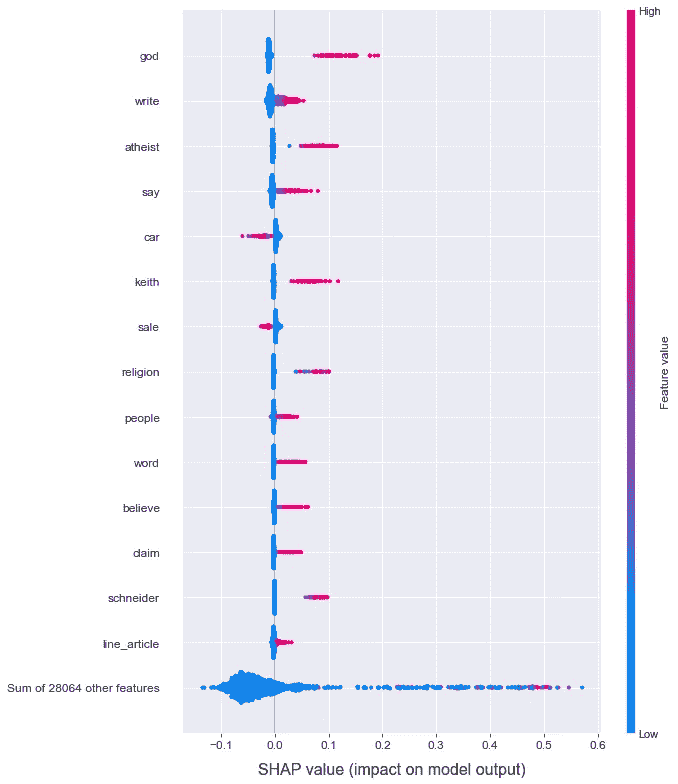 High
god
write
atheist
say
car
keith
sale
religion
people
word
believe
claim
schneider
line_article
Sum of 28064 other features
Low
Feature value
−0.1 0.0 0.1 0.2 0.3 0.4 0.5 0.6
SHAP value (impact on model output)